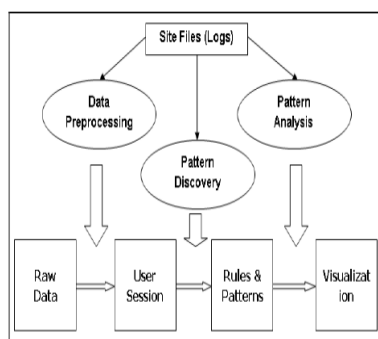 Site Files (Logs)
Data
Preprocessing
Pattern
Analysis
Pattern
Discovery
Raw
Data
User
Session
Rules &
Patterns
Visualizat
ion